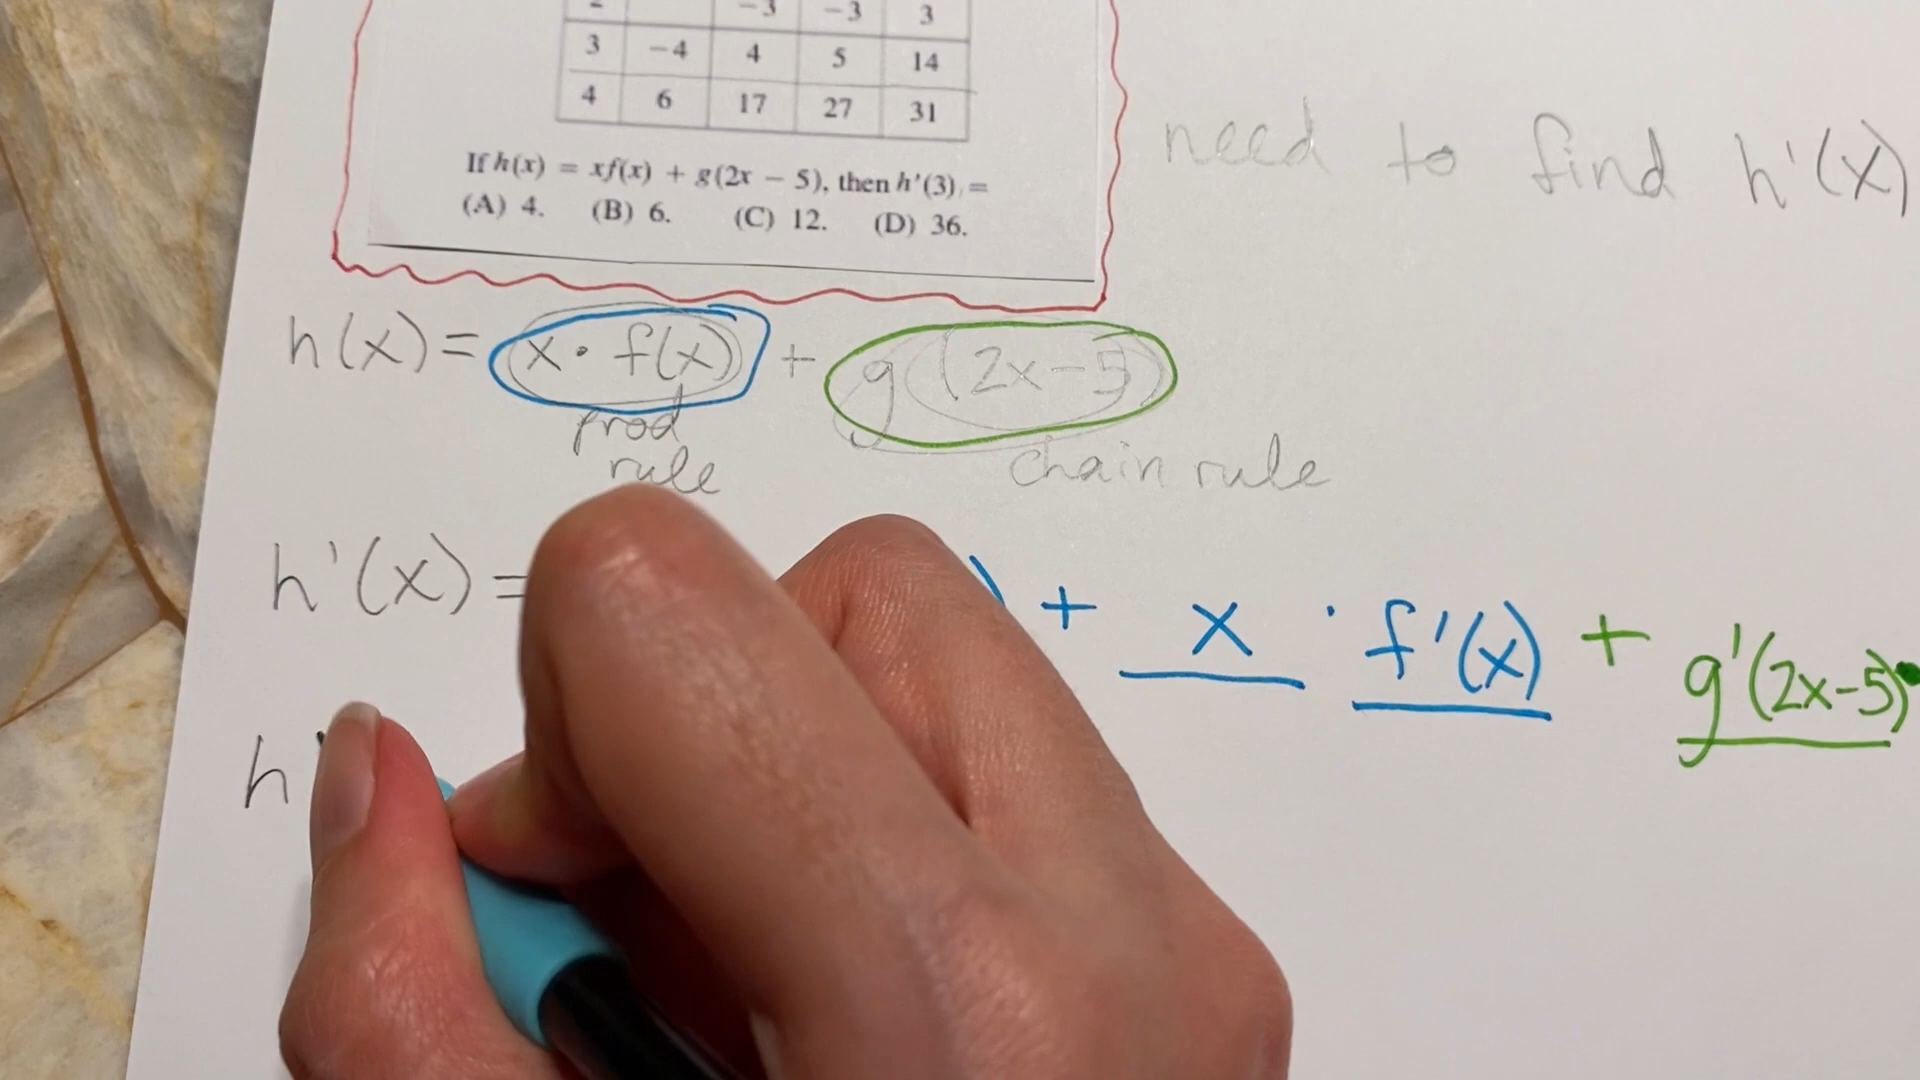 -3 -3 3
3 -4 4 5 14
4 6 17 27 31
If h(x) = xf(x) + g(2x - 5), then h'(3) =
(A) 4. (B) 6. (C) 12. (D) 36.
need to find h'(x)
h(x) = x · f(x) + g(2x-5)
prod
rule
chain rule
h'(x) = ) + x · f'(x) + g'(2x-5)·
h'